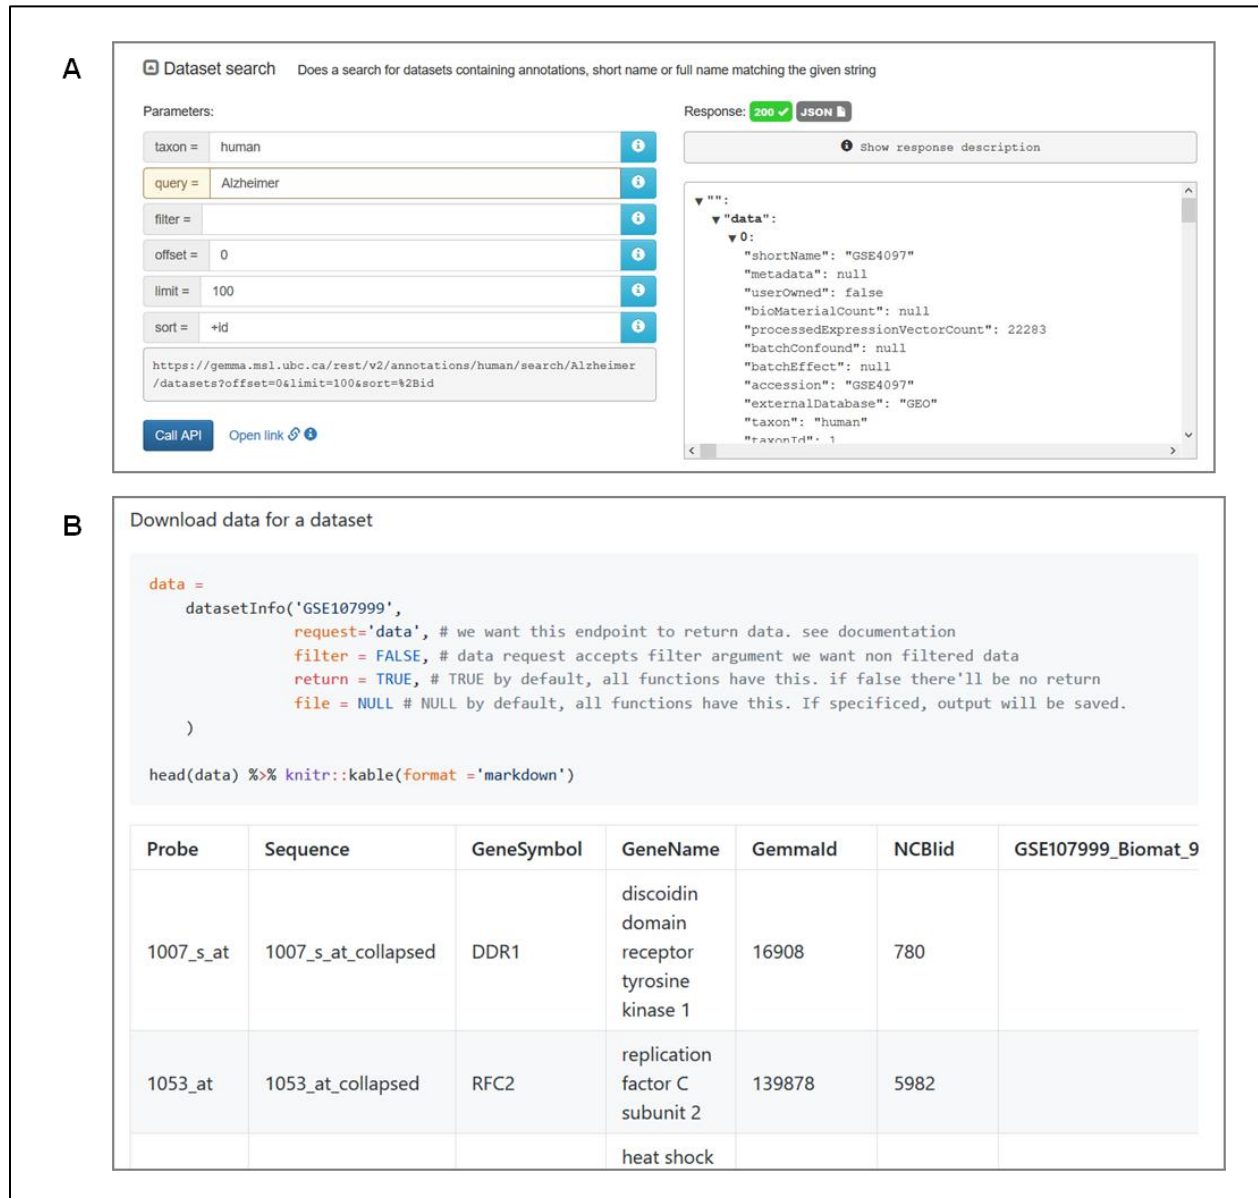 A
Dataset search Does a search for datasets containing annotations, short name or full name matching the given string
Parameters:
taxon = human
query = Alzheimer
filter =
offset = 0
limit = 100
sort = +id
https://gemma.msl.ubc.ca/rest/v2/annotations/human/search/Alzheimer
/datasets?offset=0&limit=100&sort=%2Bid
Call API Open link
Response: 200 JSON
Show response description
"":
"data":
0:
"shortName": "GSE4097"
"metadata": null
"userOwned": false
"bioMaterialCount": null
"processedExpressionVectorCount": 22283
"batchConfound": null
"batchEffect": null
"accession": "GSE4097"
"externalDatabase": "GEO"
"taxon": "human"
"taxonId": 1
B
Download data for a dataset
data =
datasetInfo('GSE107999',
request='data', # we want this endpoint to return data. see documentation
filter = FALSE, # data request accepts filter argument we want non filtered data
return = TRUE, # TRUE by default, all functions have this. if false there'll be no return
file = NULL # NULL by default, all functions have this. If specificed, output will be saved.
)
head(data) %>% knitr::kable(format ='markdown')
Probe Sequence GeneSymbol GeneName GemmaId NCBIid GSE107999_Biomat_9
1007_s_at 1007_s_at_collapsed DDR1 discoidin domain receptor tyrosine kinase 1 16908 780
1053_at 1053_at_collapsed RFC2 replication factor C subunit 2 139878 5982
heat shock